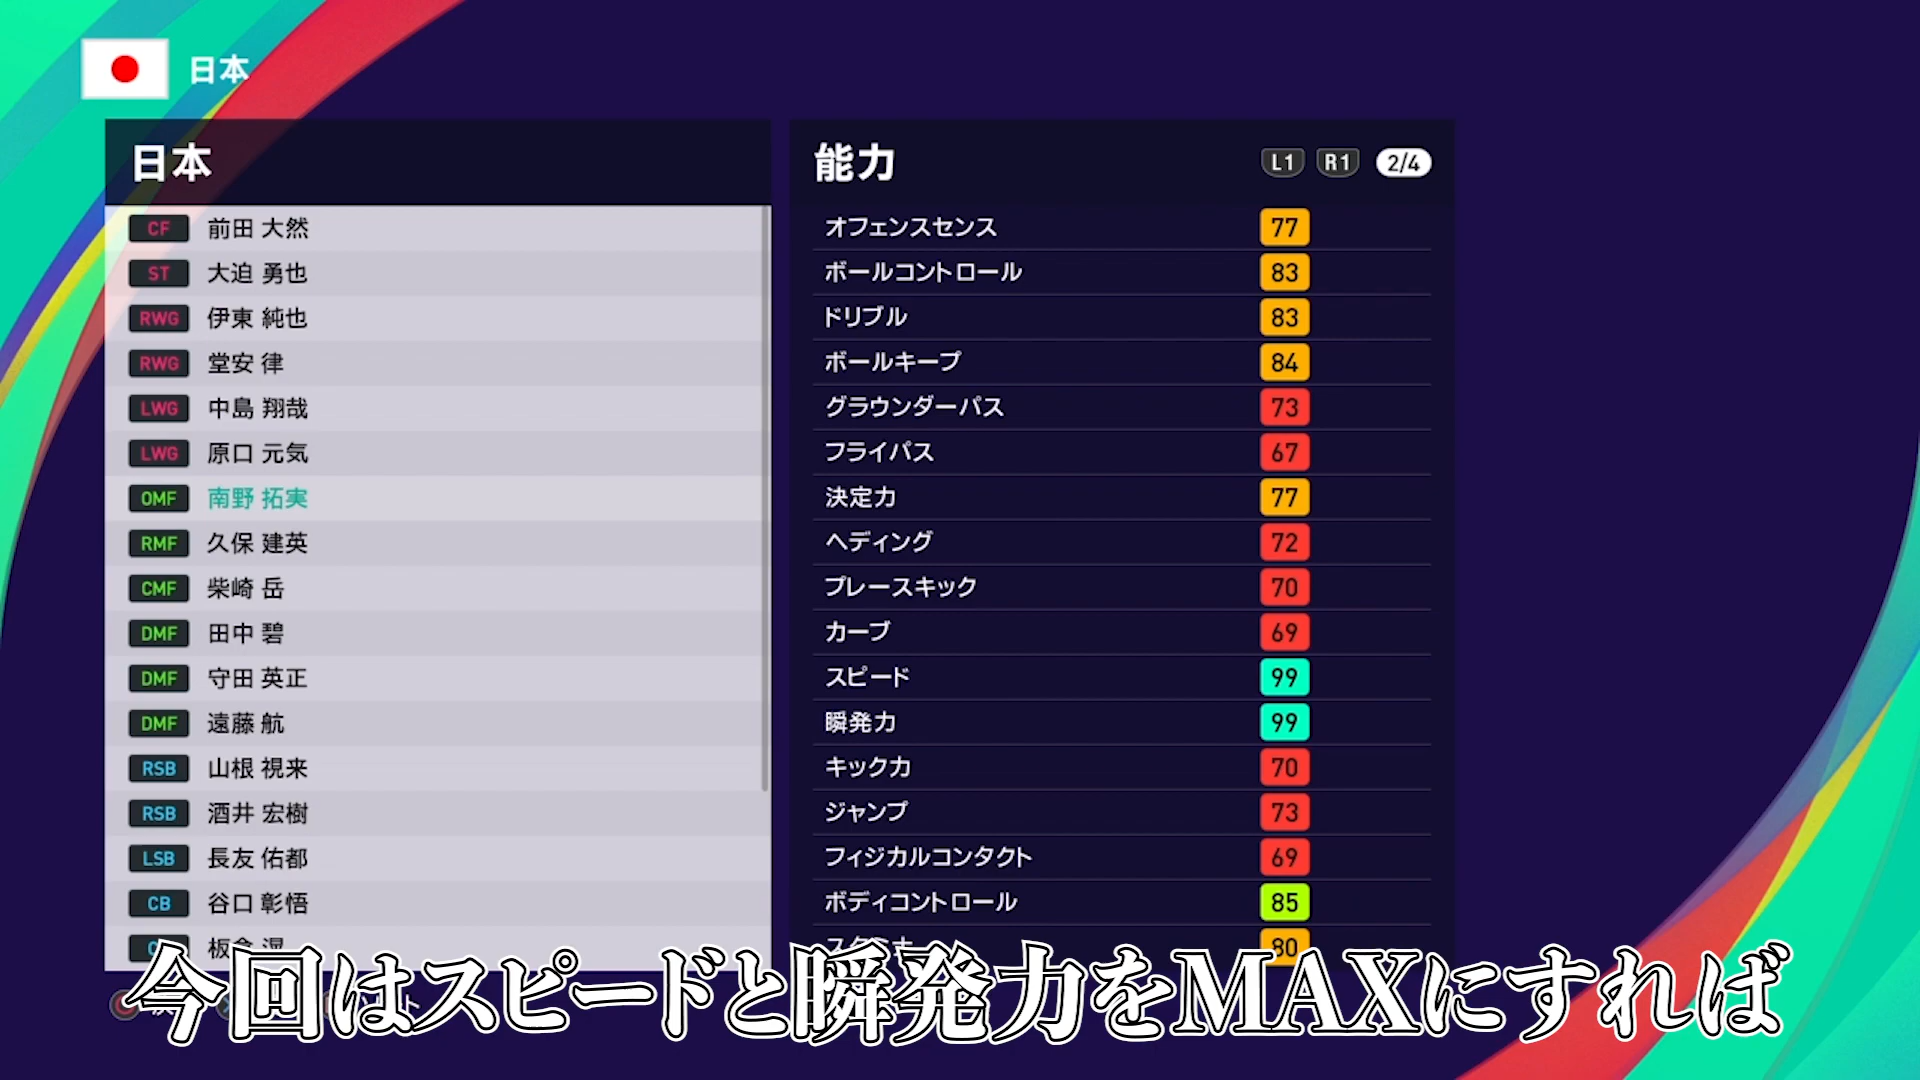 日本
日本
CF 前田 大然
ST 大迫 勇也
RWG 伊東 純也
RWG 堂安 律
LWG 中島 翔哉
LWG 原口 元気
OMF 南野 拓実
RMF 久保 建英
CMF 柴崎 岳
DMF 田中 碧
DMF 守田 英正
DMF 遠藤 航
RSB 山根 視来
RSB 酒井 宏樹
LSB 長友 佑都
CB 谷口 彰悟
能力 L1 R1 2/4
オフェンスセンス 77
ボールコントロール 83
ドリブル 83
ボールキープ 84
グラウンダーパス 73
フライパス 67
決定力 77
ヘディング 72
プレースキック 70
カーブ 69
スピード 99
瞬発力 99
キック力 70
ジャンプ 73
フィジカルコンタクト 69
ボディコントロール 85
80
今回はスピードと瞬発力をMAXにすれば